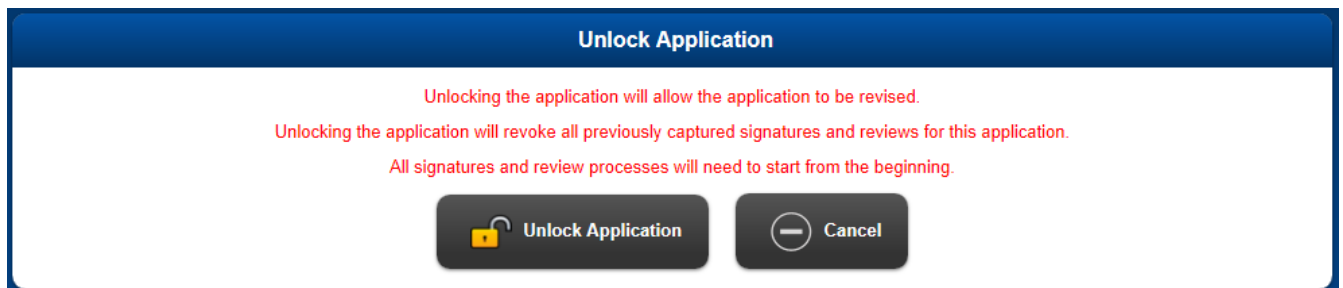 Unlock Application
Unlocking the application will allow the application to be revised.
Unlocking the application will revoke all previously captured signatures and reviews for this application.
All signatures and review processes will need to start from the beginning.
Unlock Application
Cancel